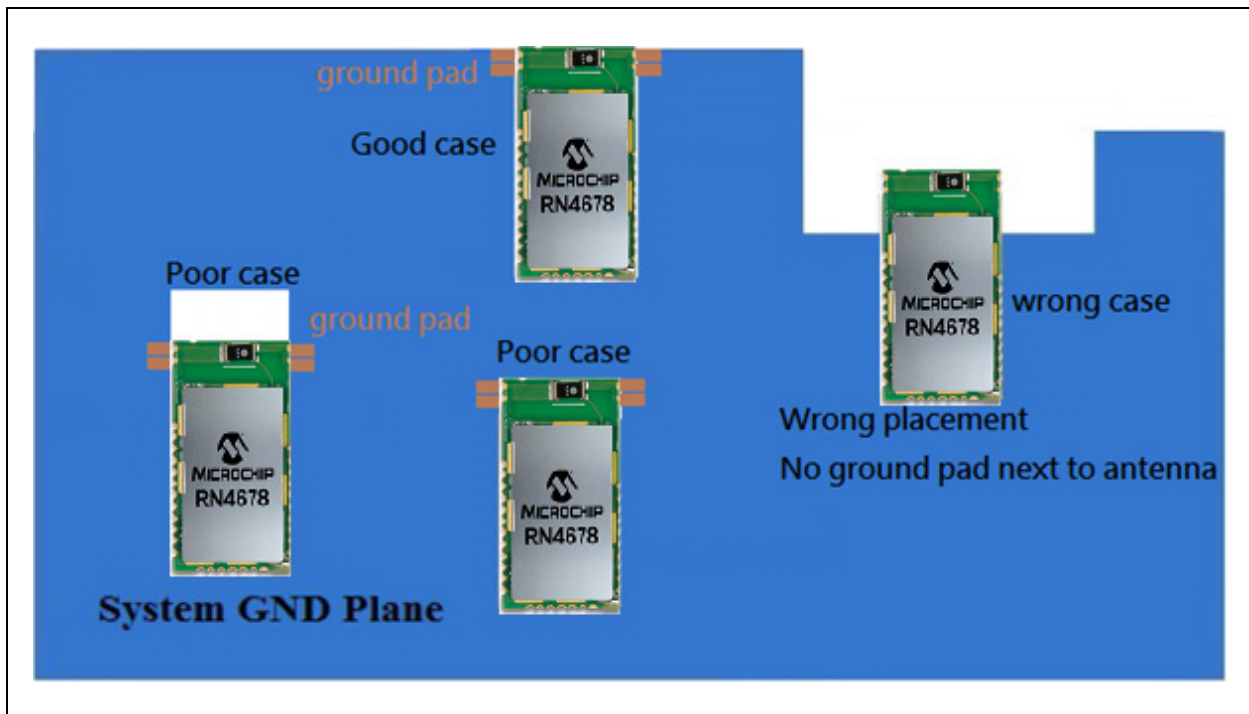 ground pad
Good case
MICROCHIP
RN4678
Poor case
ground pad
MICROCHIP
RN4678
Poor case
MICROCHIP
RN4678
MICROCHIP
RN4678
wrong case
Wrong placement
No ground pad next to antenna
System GND Plane